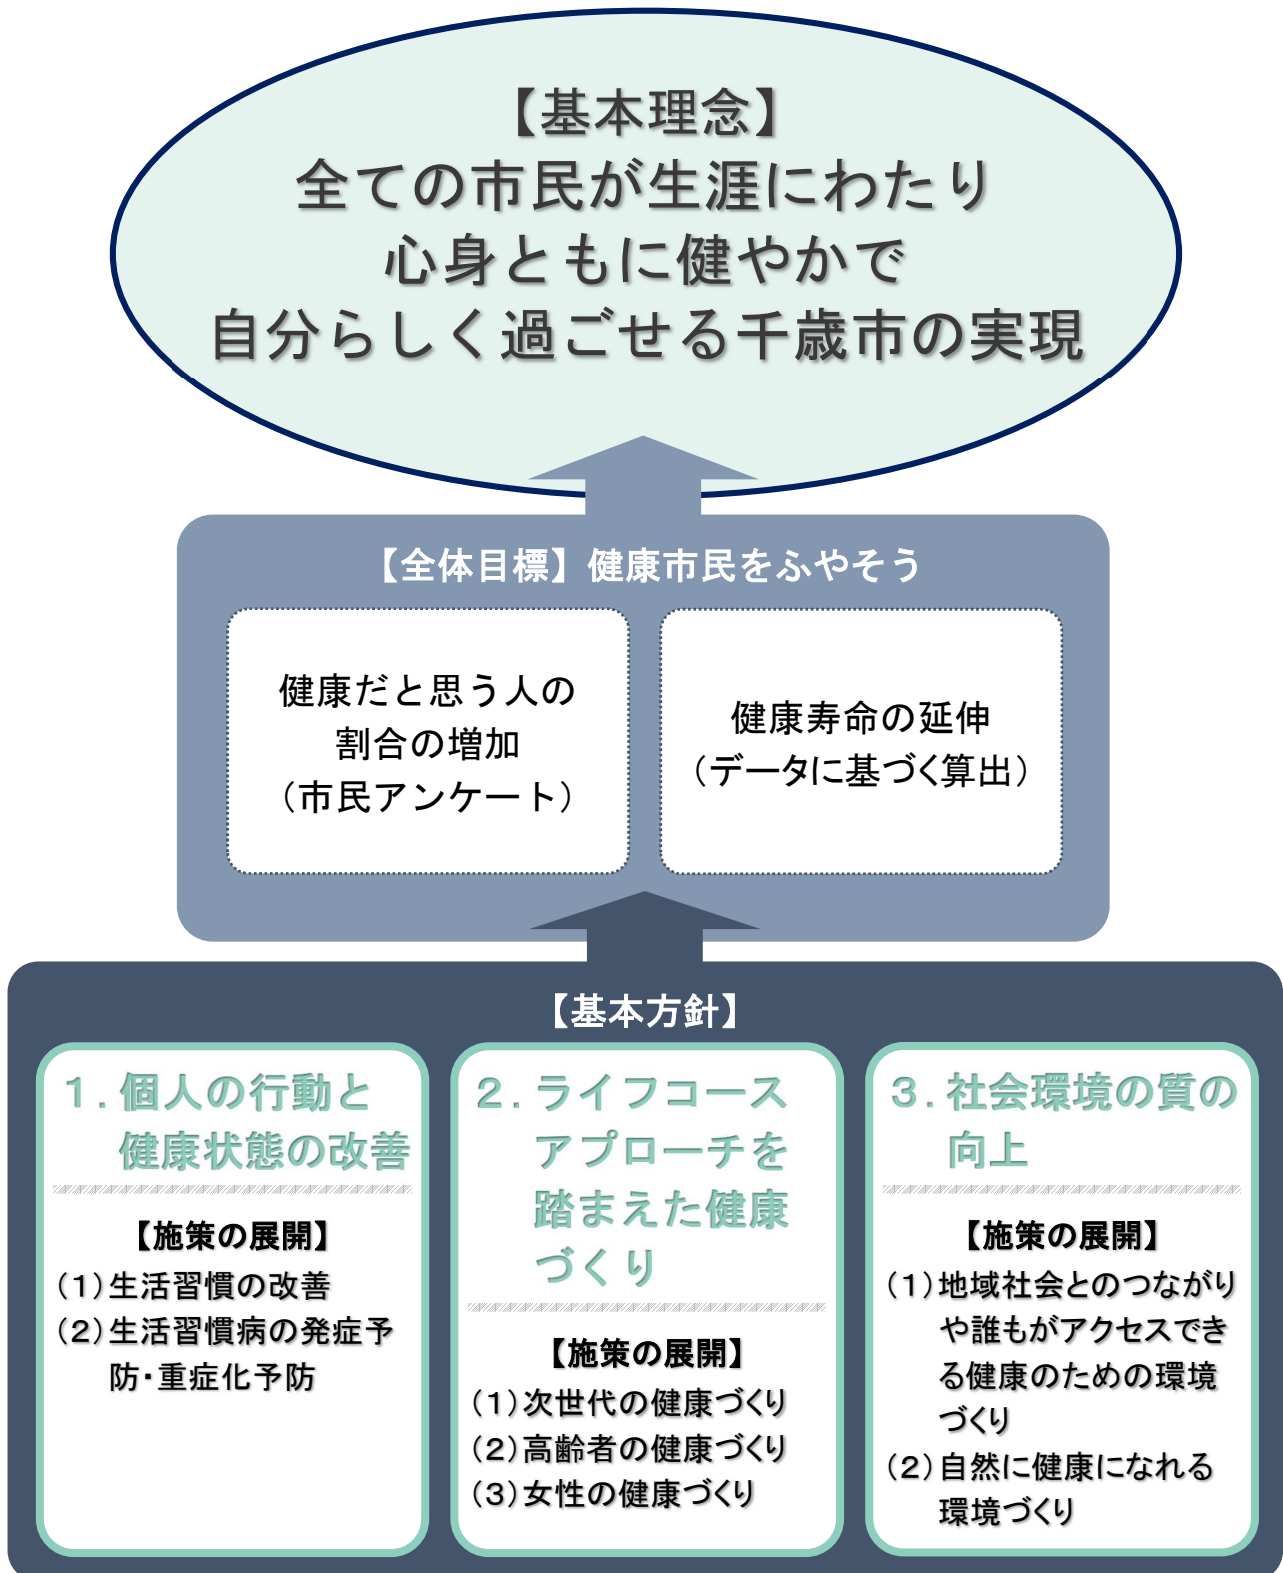 【基本理念】
全ての市民が生涯にわたり
心身ともに健やかで
自分らしく過ごせる千歳市の実現
【全体目標】健康市民をふやそう
健康だと思う人の
割合の増加
（市民アンケート）
健康寿命の延伸
（データに基づく算出）
【基本方針】
１．個人の行動と
健康状態の改善
【施策の展開】
（１）生活習慣の改善
（２）生活習慣病の発症予
防・重症化予防
２．ライフコース
アプローチを
踏まえた健康
づくり
【施策の展開】
（１）次世代の健康づくり
（２）高齢者の健康づくり
（３）女性の健康づくり
３．社会環境の質の
向上
【施策の展開】
（１）地域社会とのつながり
や誰もがアクセスでき
る健康のための環境
づくり
（２）自然に健康になれる
環境づくり